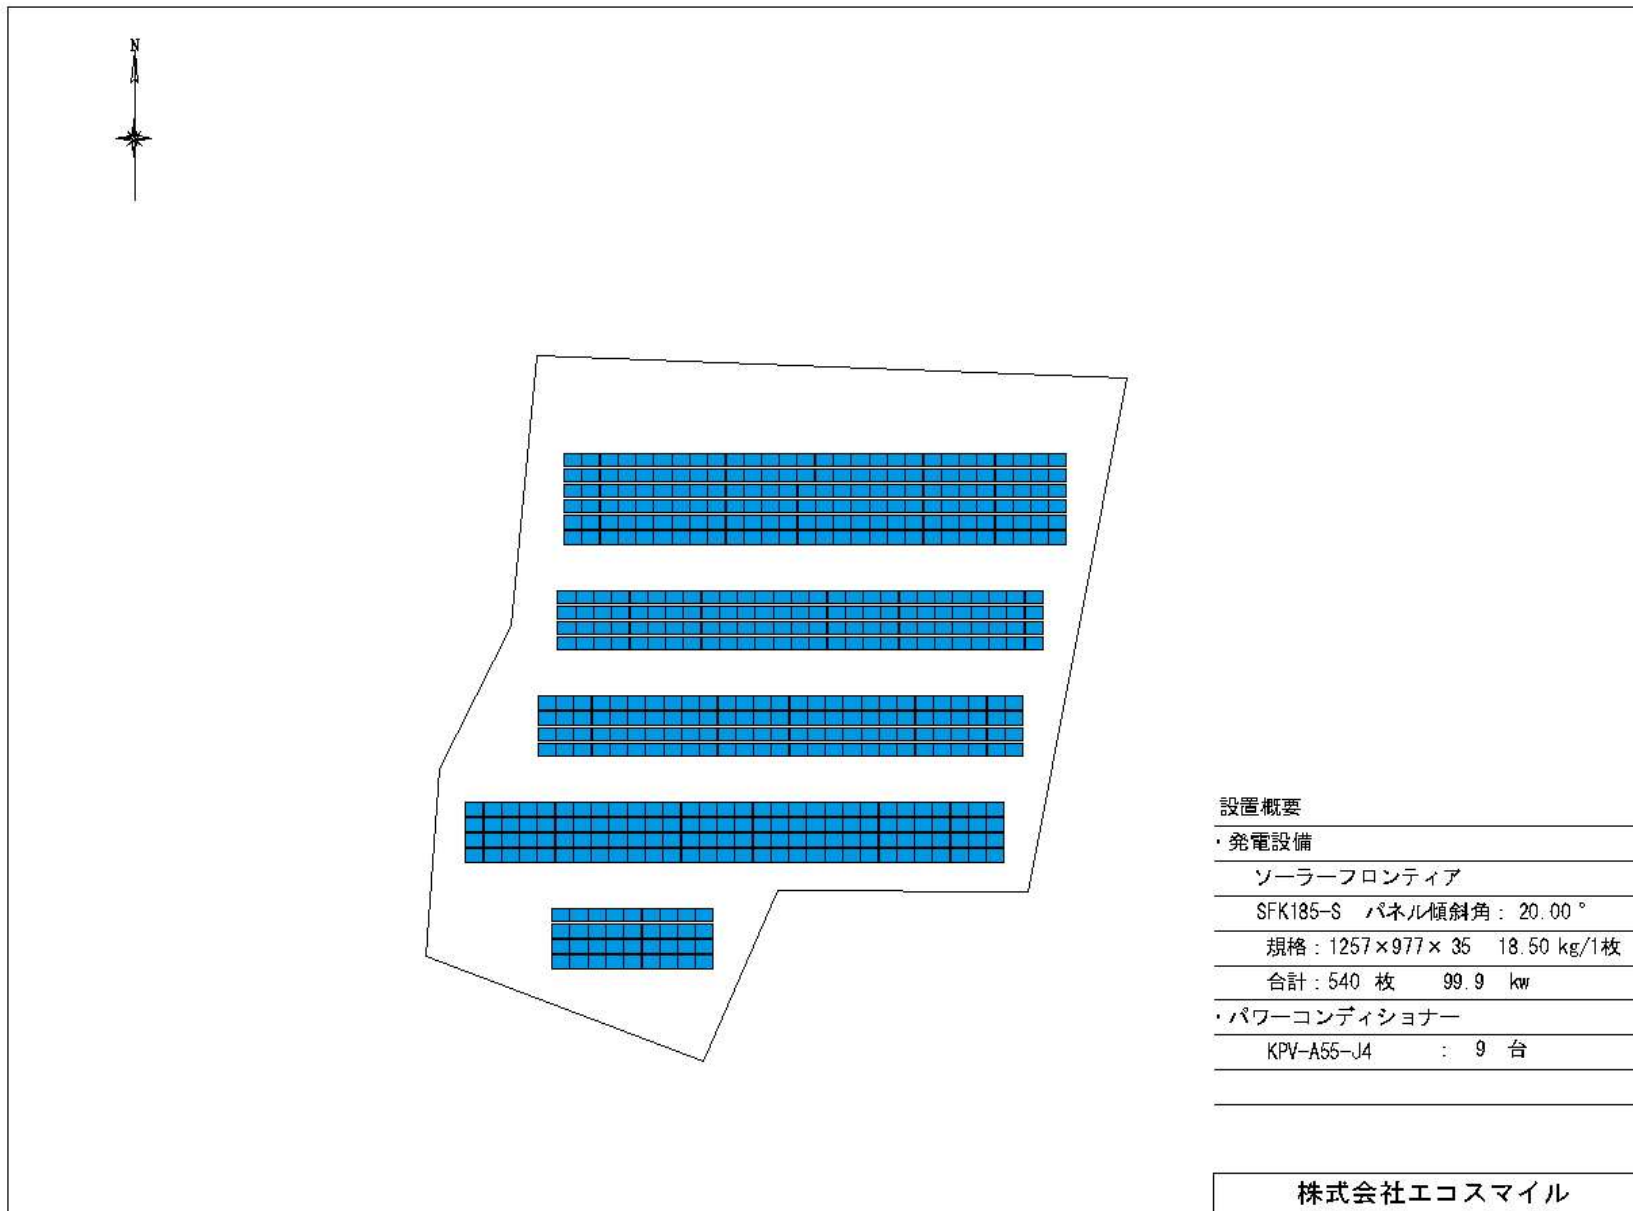 N
設置概要
・発電設備
ソーラーフロンティア
SFK185-S パネル傾斜角：20.00°
規格：1257×977×35 18.50 kg/1枚
合計：540 枚 99.9 kw
・パワーコンディショナー
KPV-A55-J4 ： 9 台
株式会社エコスマイル